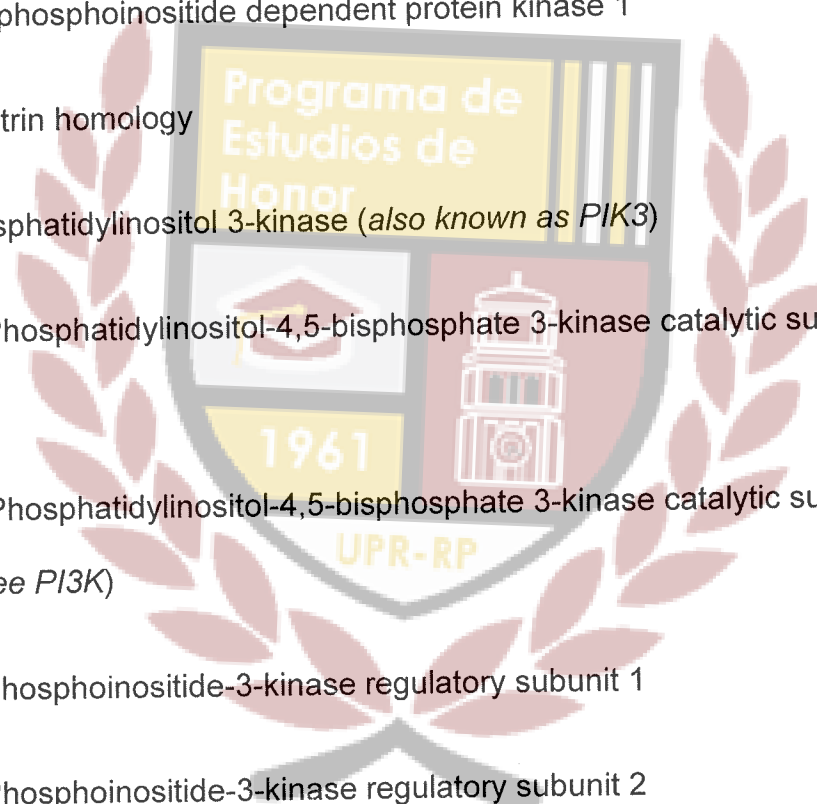 phosphoinositide dependent protein kinase 1
Programa de
Estudios de
Honor
trin homology
sphatidylinositol 3-kinase (also known as PIK3)
Phosphatidylinositol-4,5-bisphosphate 3-kinase catalytic su
1961
Phosphatidylinositol-4,5-bisphosphate 3-kinase catalytic su
UPR-RP
ee PI3K)
hosphoinositide-3-kinase regulatory subunit 1
Phosphoinositide-3-kinase regulatory subunit 2